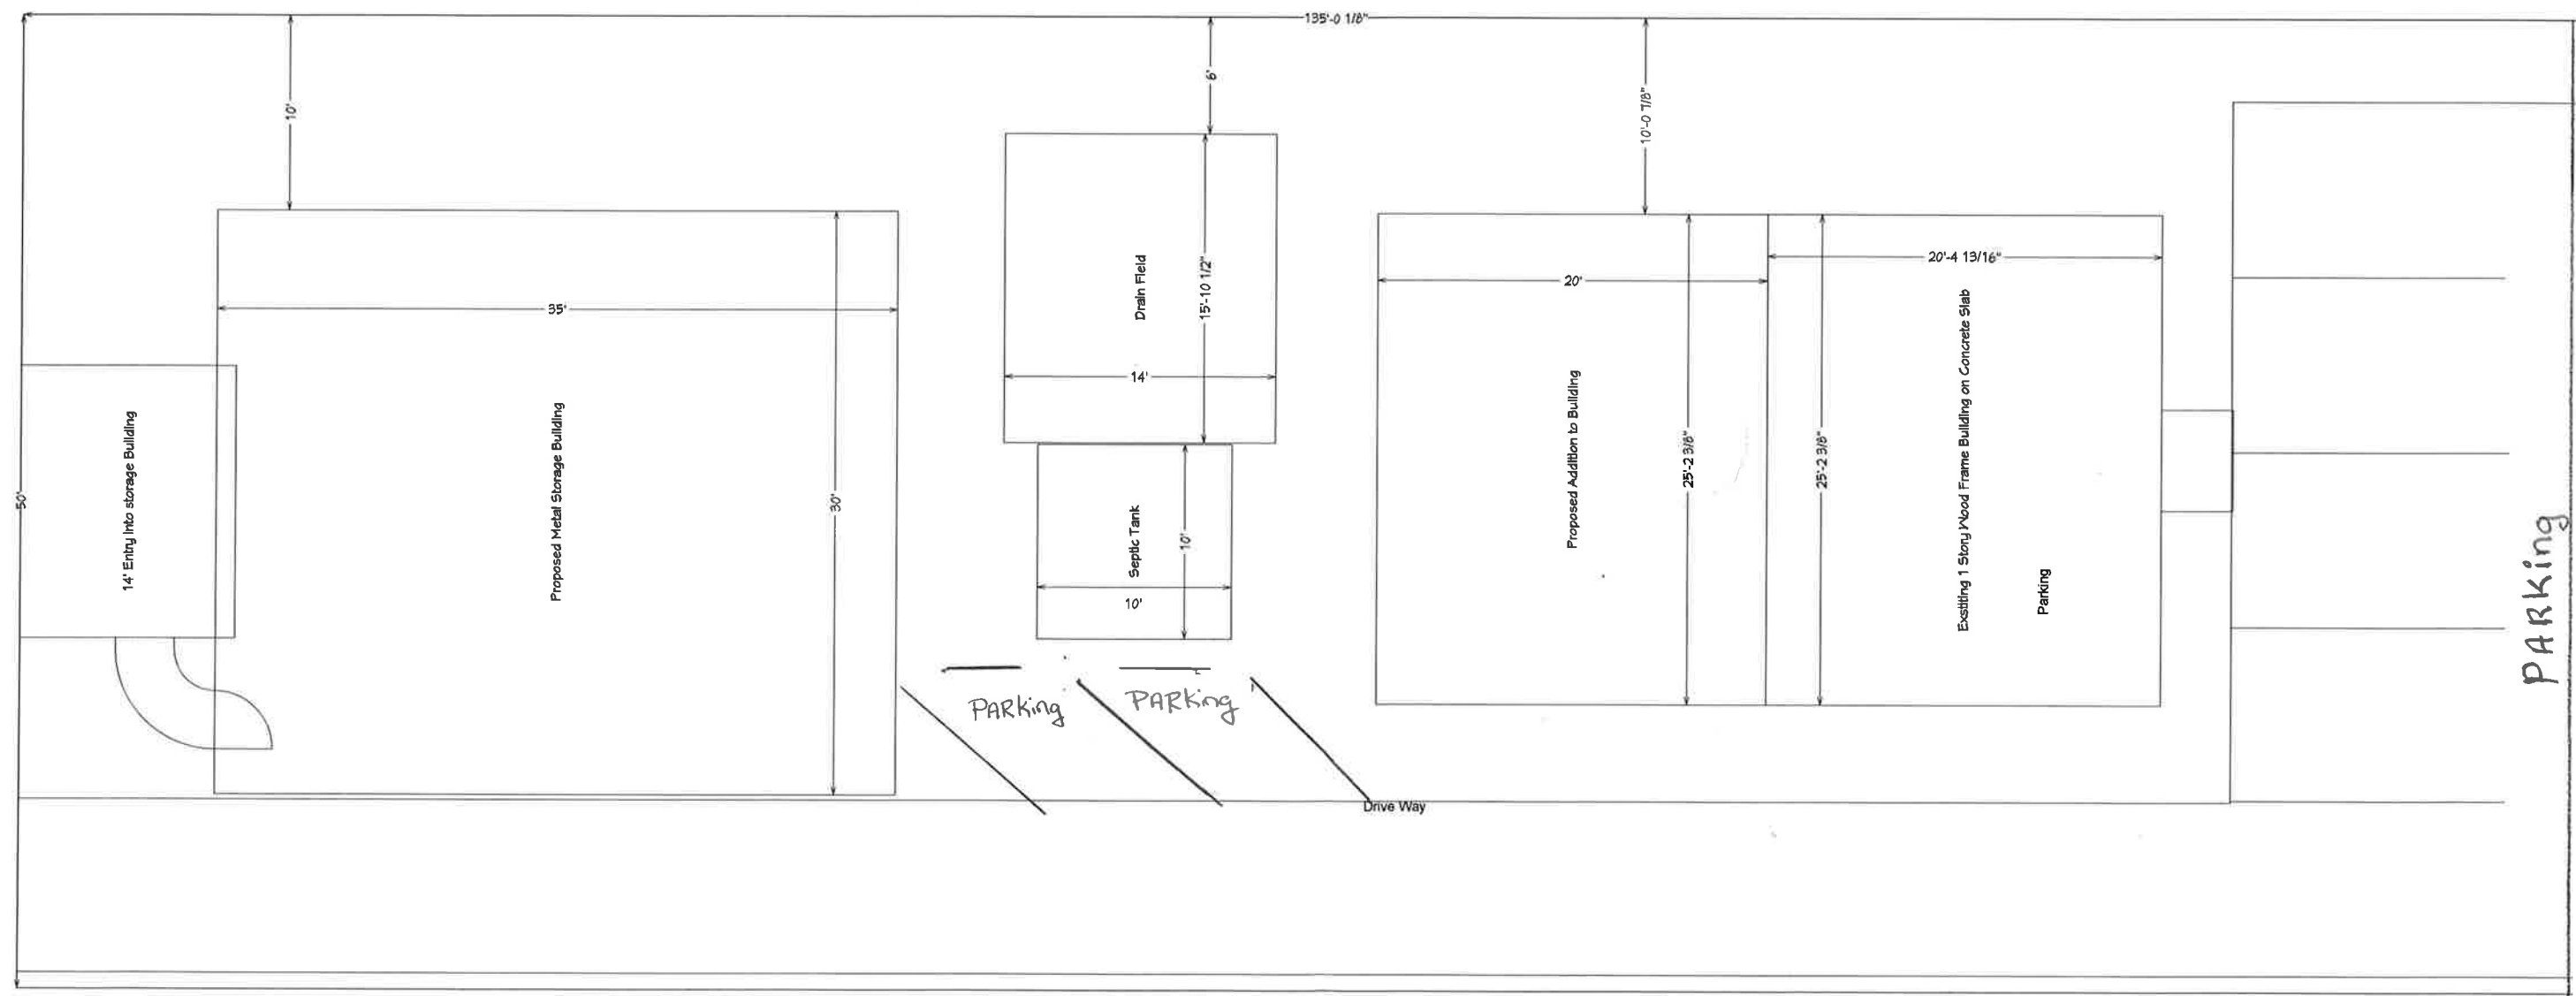 135'-0 1/8"
10'
6'
10'-0 7/8"
50'
14' Entry Into storage Building
35'
Proposed Metal Storage Building
30'
Drain Field
15'-10 1/2"
14'
Septic Tank
10'
10'
20'
Proposed Addition to Building
25'-2 3/8"
25'-2 3/8"
20'-4 13/16"
Exsitting 1 Story Wood Frame Building on Concrete Slab
Parking
PARKing
PARKing
PARKing
Drive Way